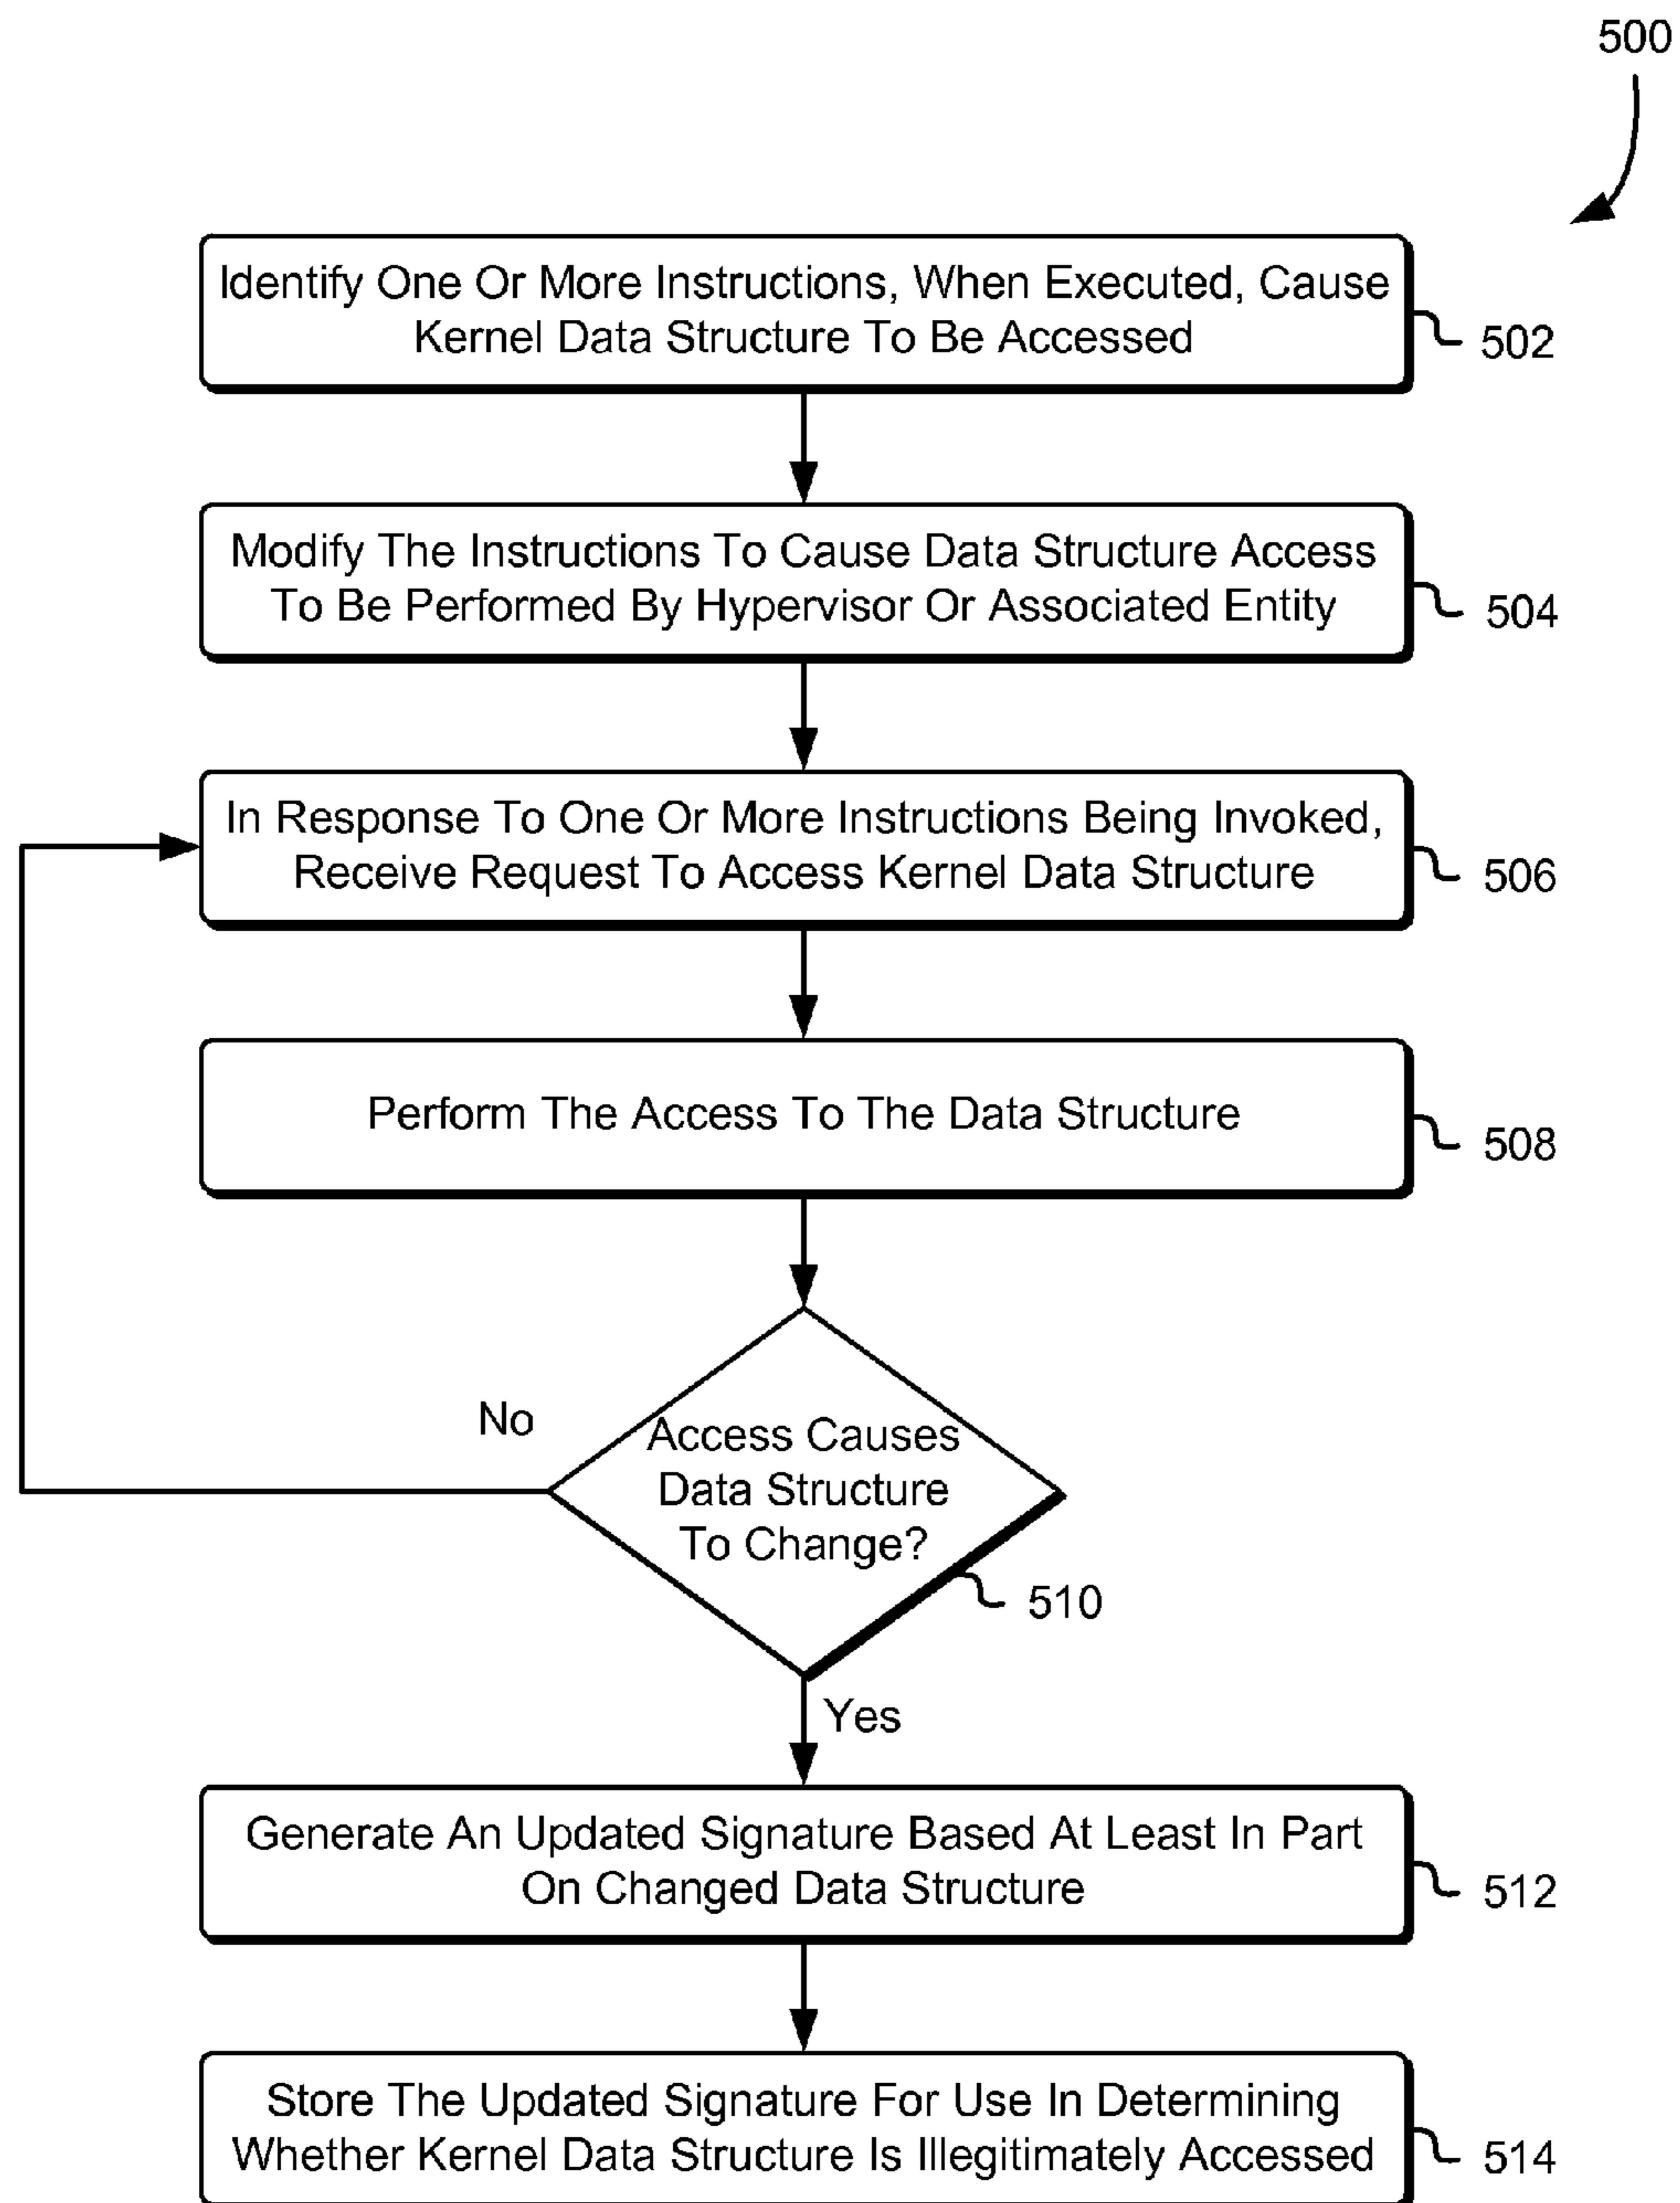 500
Identify One Or More Instructions, When Executed, Cause
Kernel Data Structure To Be Accessed
502
Modify The Instructions To Cause Data Structure Access
To Be Performed By Hypervisor Or Associated Entity
504
In Response To One Or More Instructions Being Invoked,
Receive Request To Access Kernel Data Structure
506
Perform The Access To The Data Structure
508
No
Access Causes
Data Structure
To Change?
510
Yes
Generate An Updated Signature Based At Least In Part
On Changed Data Structure
512
Store The Updated Signature For Use In Determining
Whether Kernel Data Structure Is Illegitimately Accessed
514